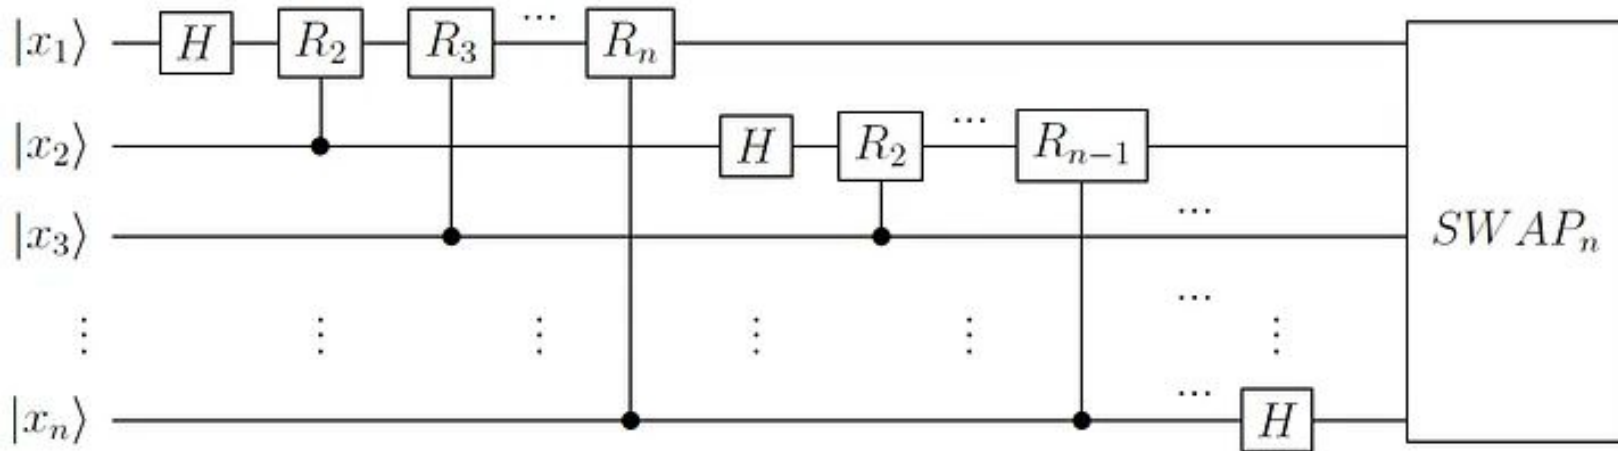 |x₁⟩ H R₂ R₃ ... Rₙ
|x₂⟩ H R₂ ... Rₙ₋₁
|x₃⟩ ... SWAPₙ
...
⋮ ⋮ ⋮ ⋮ ⋮ ⋮
|xₙ⟩ ... H